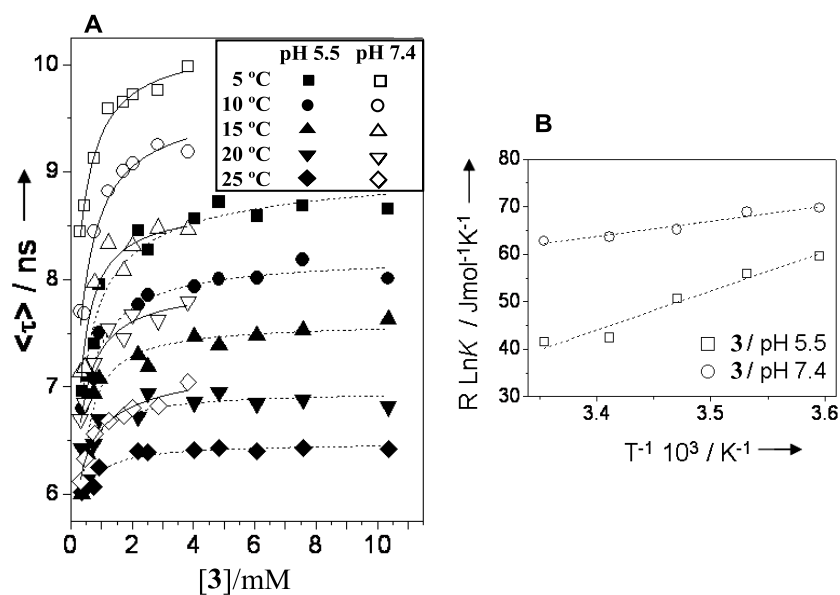 A
pH 5.5 pH 7.4
5 ºC
10 ºC
15 ºC
20 ºC
25 ºC
10
9
8
7
6
<τ> / ns
0 2 4 6 8 10
[3]/mM
B
80
70
60
50
40
30
R LnK / Jmol-1K-1
3 / pH 5.5
3 / pH 7.4
3.4 3.5 3.6
T-1 10³ / K-1